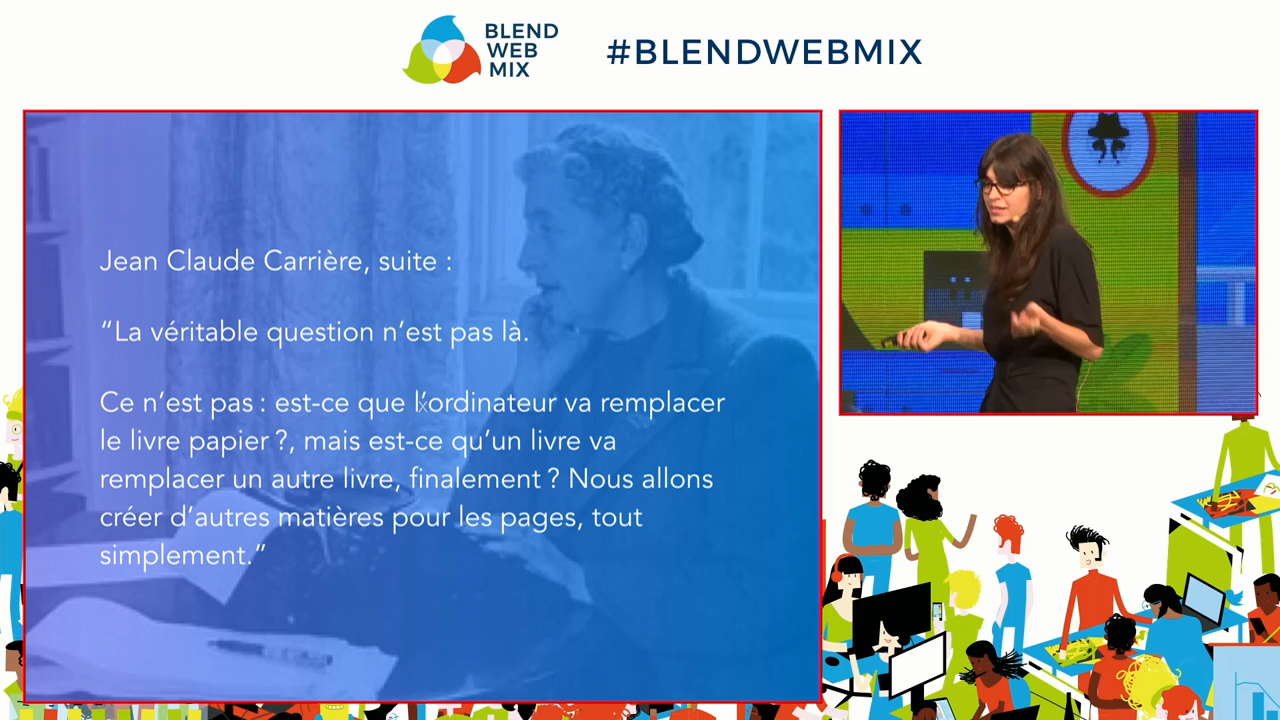 BLEND
WEB
MIX
#BLENDWEBMIX
Jean Claude Carrière, suite :
“La véritable question n’est pas là.
Ce n’est pas : est-ce que l’ordinateur va remplacer
le livre papier ?, mais est-ce qu’un livre va
remplacer un autre livre, finalement ? Nous allons
créer d’autres matières pour les pages, tout
simplement.”